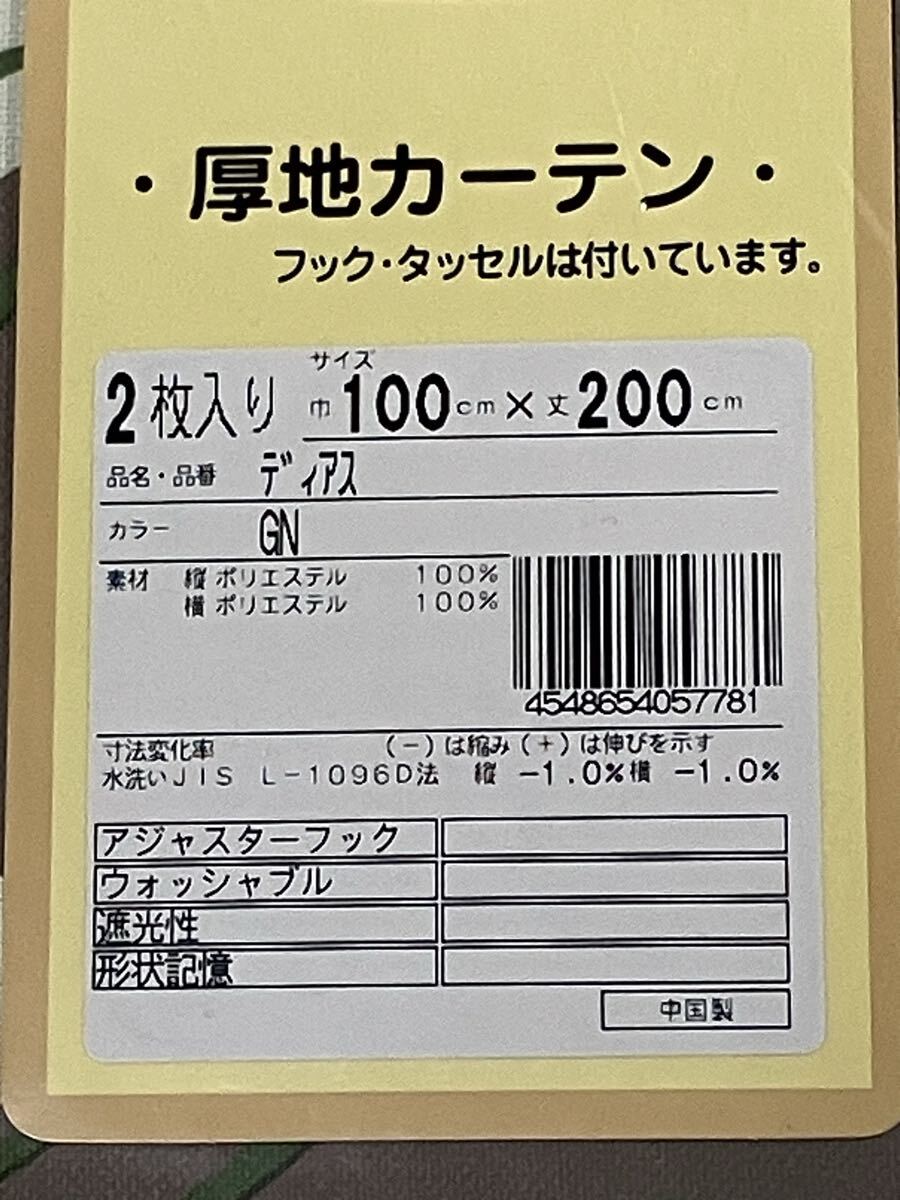 ・厚地カーテン・
フック・タッセルは付いています。
サイズ
2枚入り 巾100cm×丈200cm
品名・品番 ディアス
カラー GN
素材 縦 ポリエステル 100%
横 ポリエステル 100%
4548654057781
寸法変化率 (−)は縮み(+)は伸びを示す
水洗いJIS L-1096D法 縦 -1.0% 横 -1.0%
アジャスターフック
ウォッシャブル
遮光性
形状記憶
中国製